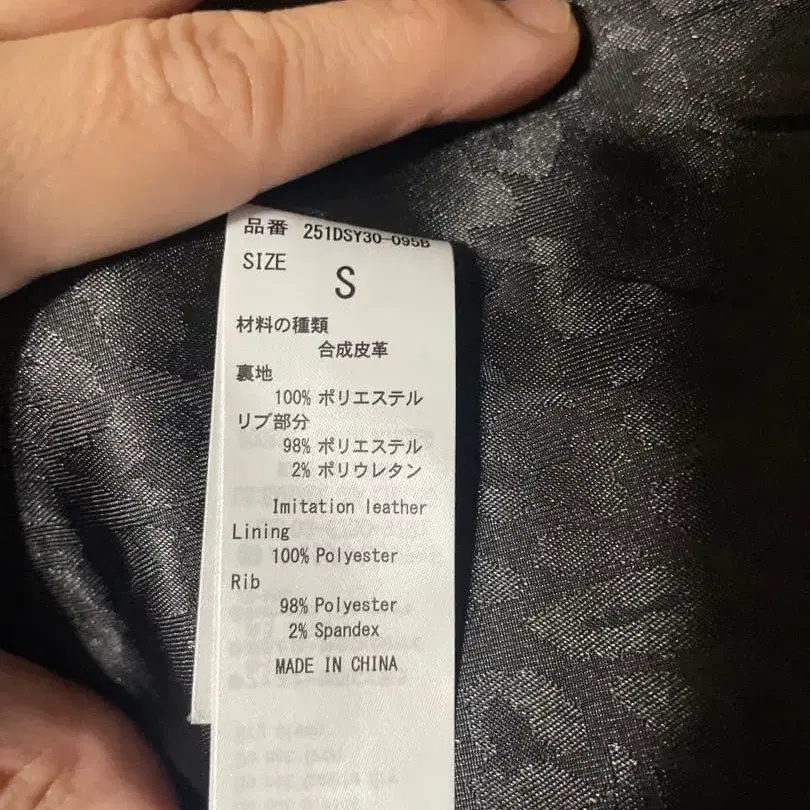 品番 251DSY30-095B
SIZE S
材料の種類
合成皮革
裏地
100% ポリエステル
リブ部分
98% ポリエステル
2% ポリウレタン
Imitation leather
Lining
100% Polyester
Rib
98% Polyester
2% Spandex
MADE IN CHINA